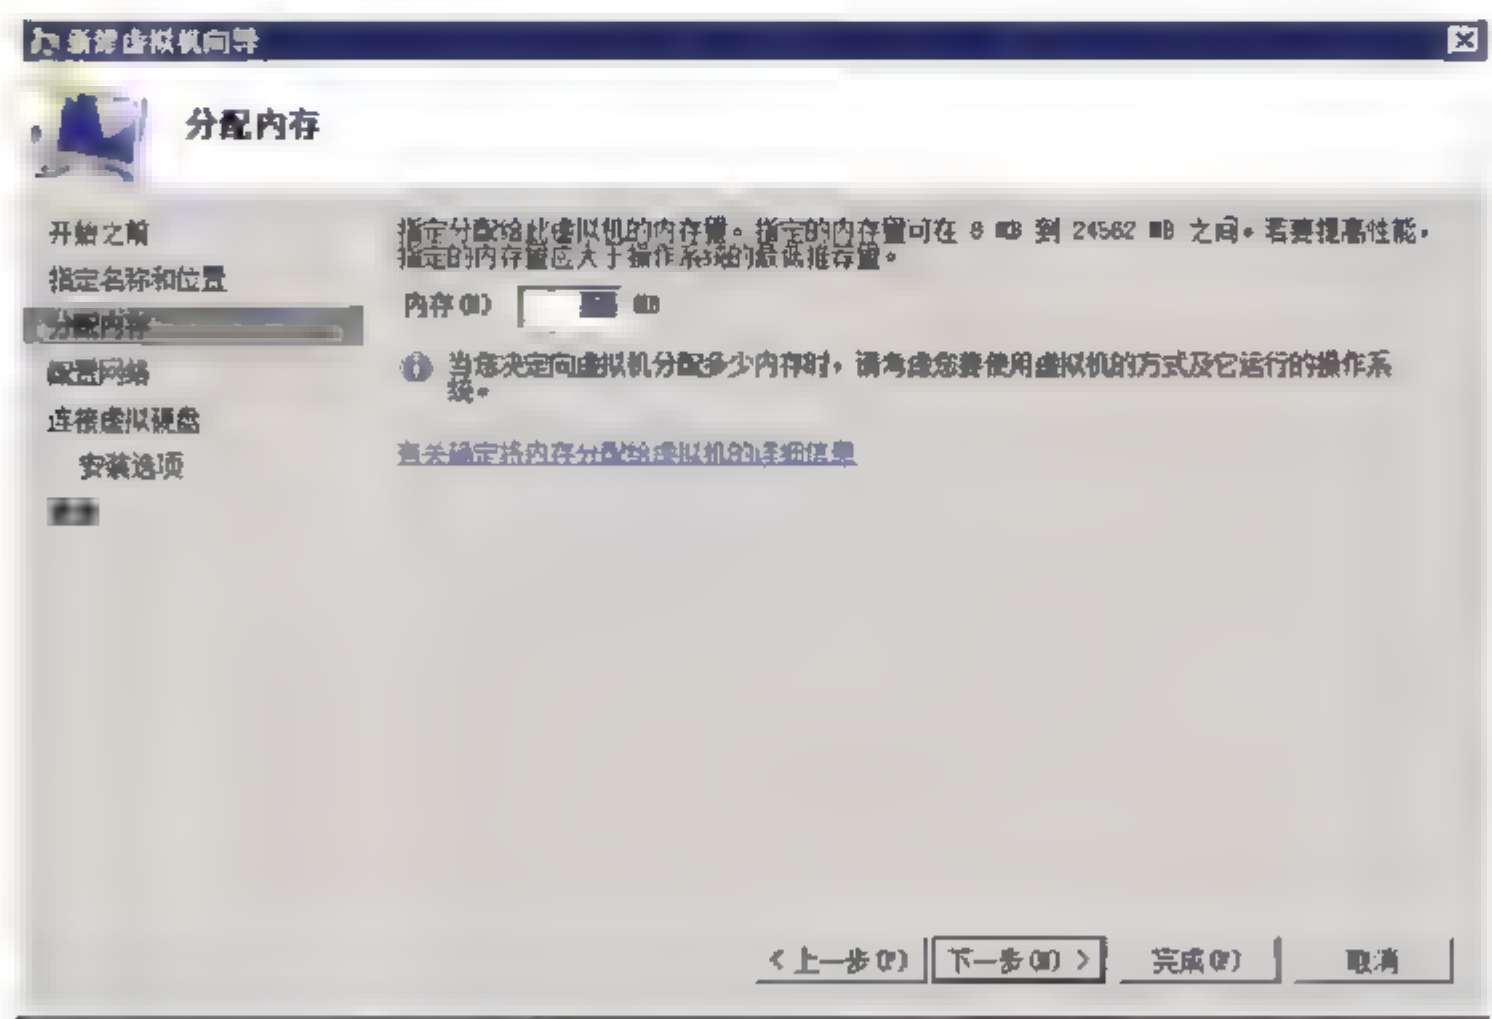 新建虚拟机向导
分配内存
开始之前
指定名称和位置
分配内存
配置网络
连接虚拟硬盘
安装选项
指定分配给此虚拟机的内存量。指定的内存量可在 8 MB 到 24562 MB 之间。若要提高性能，
指定的内存量应大于操作系统的最低推荐量。
内存(M) MB
当您决定向虚拟机分配多少内存时，请考虑您要使用虚拟机的方式及它运行的操作系
统。
有关确定将内存分配给虚拟机的详细信息
< 上一步(P) 下一步(N) > 完成(F) 取消